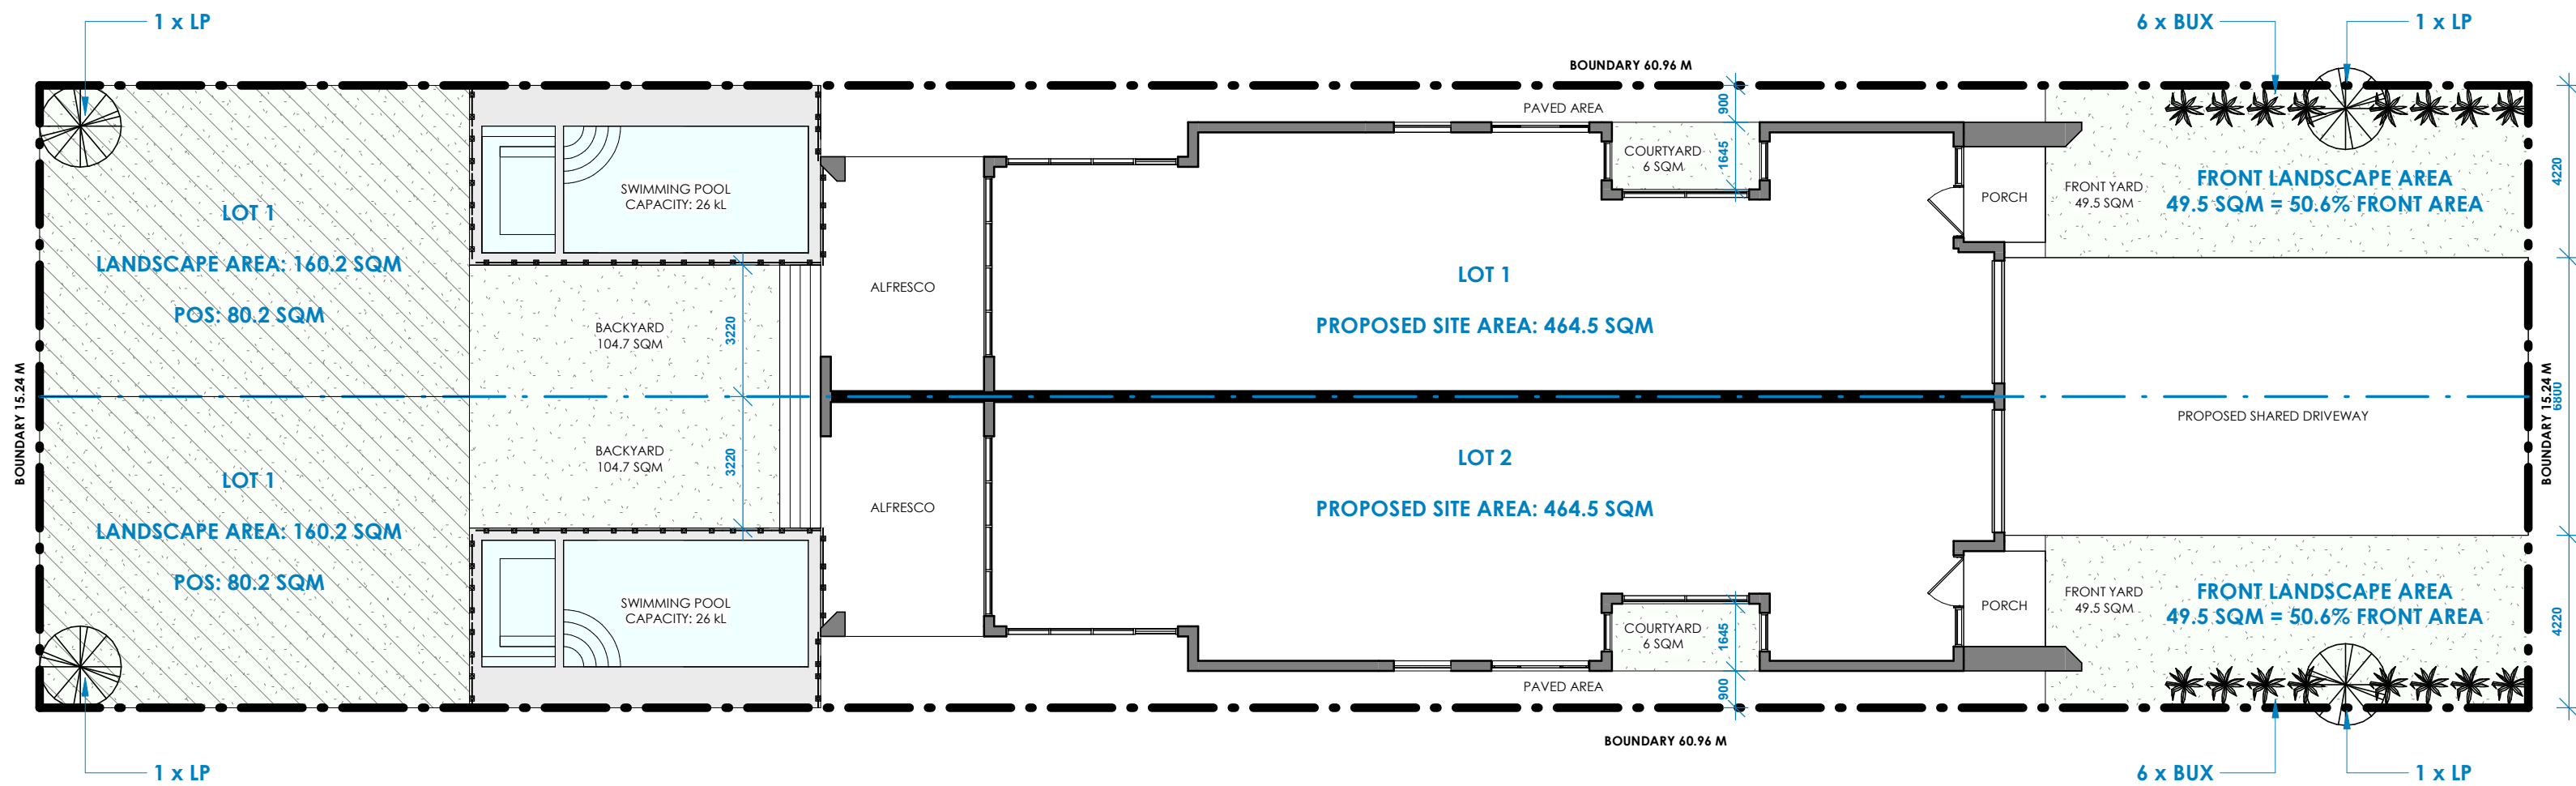 1 x LP
6 x BUX
1 x LP
BOUNDARY 60.96 M
PAVED AREA
900
COURTYARD
6 SQM
1645
SWIMMING POOL
CAPACITY: 26 kL
PORCH
FRONT YARD
49.5 SQM
FRONT LANDSCAPE AREA
49.5 SQM = 50.6% FRONT AREA
4220
LOT 1
LANDSCAPE AREA: 160.2 SQM
POS: 80.2 SQM
ALFRESCO
LOT 1
PROPOSED SITE AREA: 464.5 SQM
BACKYARD
104.7 SQM
3220
BOUNDARY 15.24 M
BOUNDARY 15.24 M
6800
PROPOSED SHARED DRIVEWAY
BACKYARD
104.7 SQM
3220
LOT 2
PROPOSED SITE AREA: 464.5 SQM
LOT 1
LANDSCAPE AREA: 160.2 SQM
POS: 80.2 SQM
ALFRESCO
SWIMMING POOL
CAPACITY: 26 kL
COURTYARD
6 SQM
1645
PORCH
FRONT YARD
49.5 SQM
FRONT LANDSCAPE AREA
49.5 SQM = 50.6% FRONT AREA
4220
PAVED AREA
900
BOUNDARY 60.96 M
1 x LP
6 x BUX
1 x LP